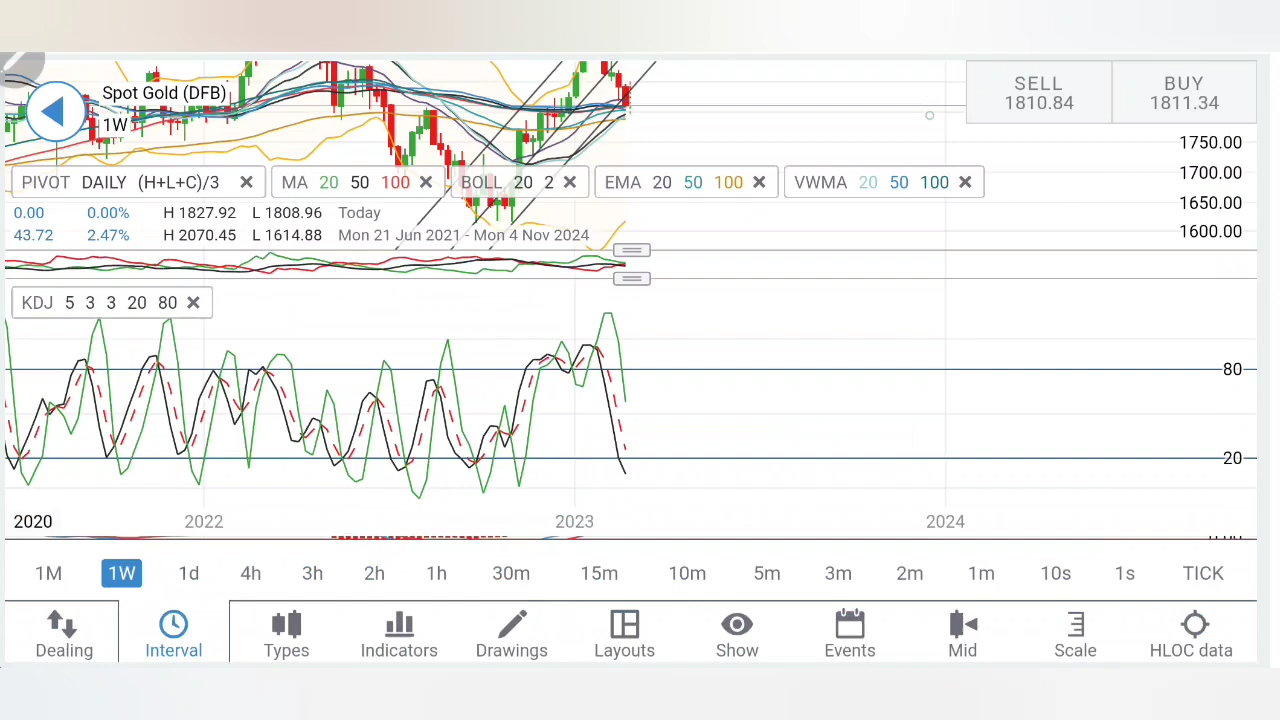 Spot Gold (DFB)
1W
SELL
1810.84
BUY
1811.34
1750.00
1700.00
1650.00
1600.00
PIVOT DAILY (H+L+C)/3
MA 20 50 100
BOLL 20 2
EMA 20 50 100
VWMA 20 50 100
0.00 0.00% H 1827.92 L 1808.96 Today
43.72 2.47% H 2070.45 L 1614.88 Mon 21 Jun 2021 - Mon 4 Nov 2024
KDJ 5 3 3 20 80
80
20
2020 2022 2023 2024
1M 1W 1d 4h 3h 2h 1h 30m 15m 10m 5m 3m 2m 1m 10s 1s TICK
Dealing Interval Types Indicators Drawings Layouts Show Events Mid Scale HLOC data